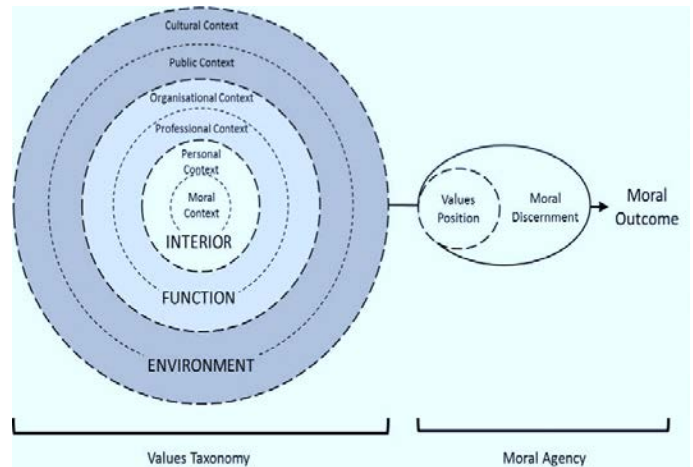 Cultural Context
Public Context
Organisational Context
Professional Context
Personal
Context
Moral
Context
INTERIOR
FUNCTION
ENVIRONMENT
Values
Position
Moral
Discernment
Moral
Outcome
Values Taxonomy
Moral Agency